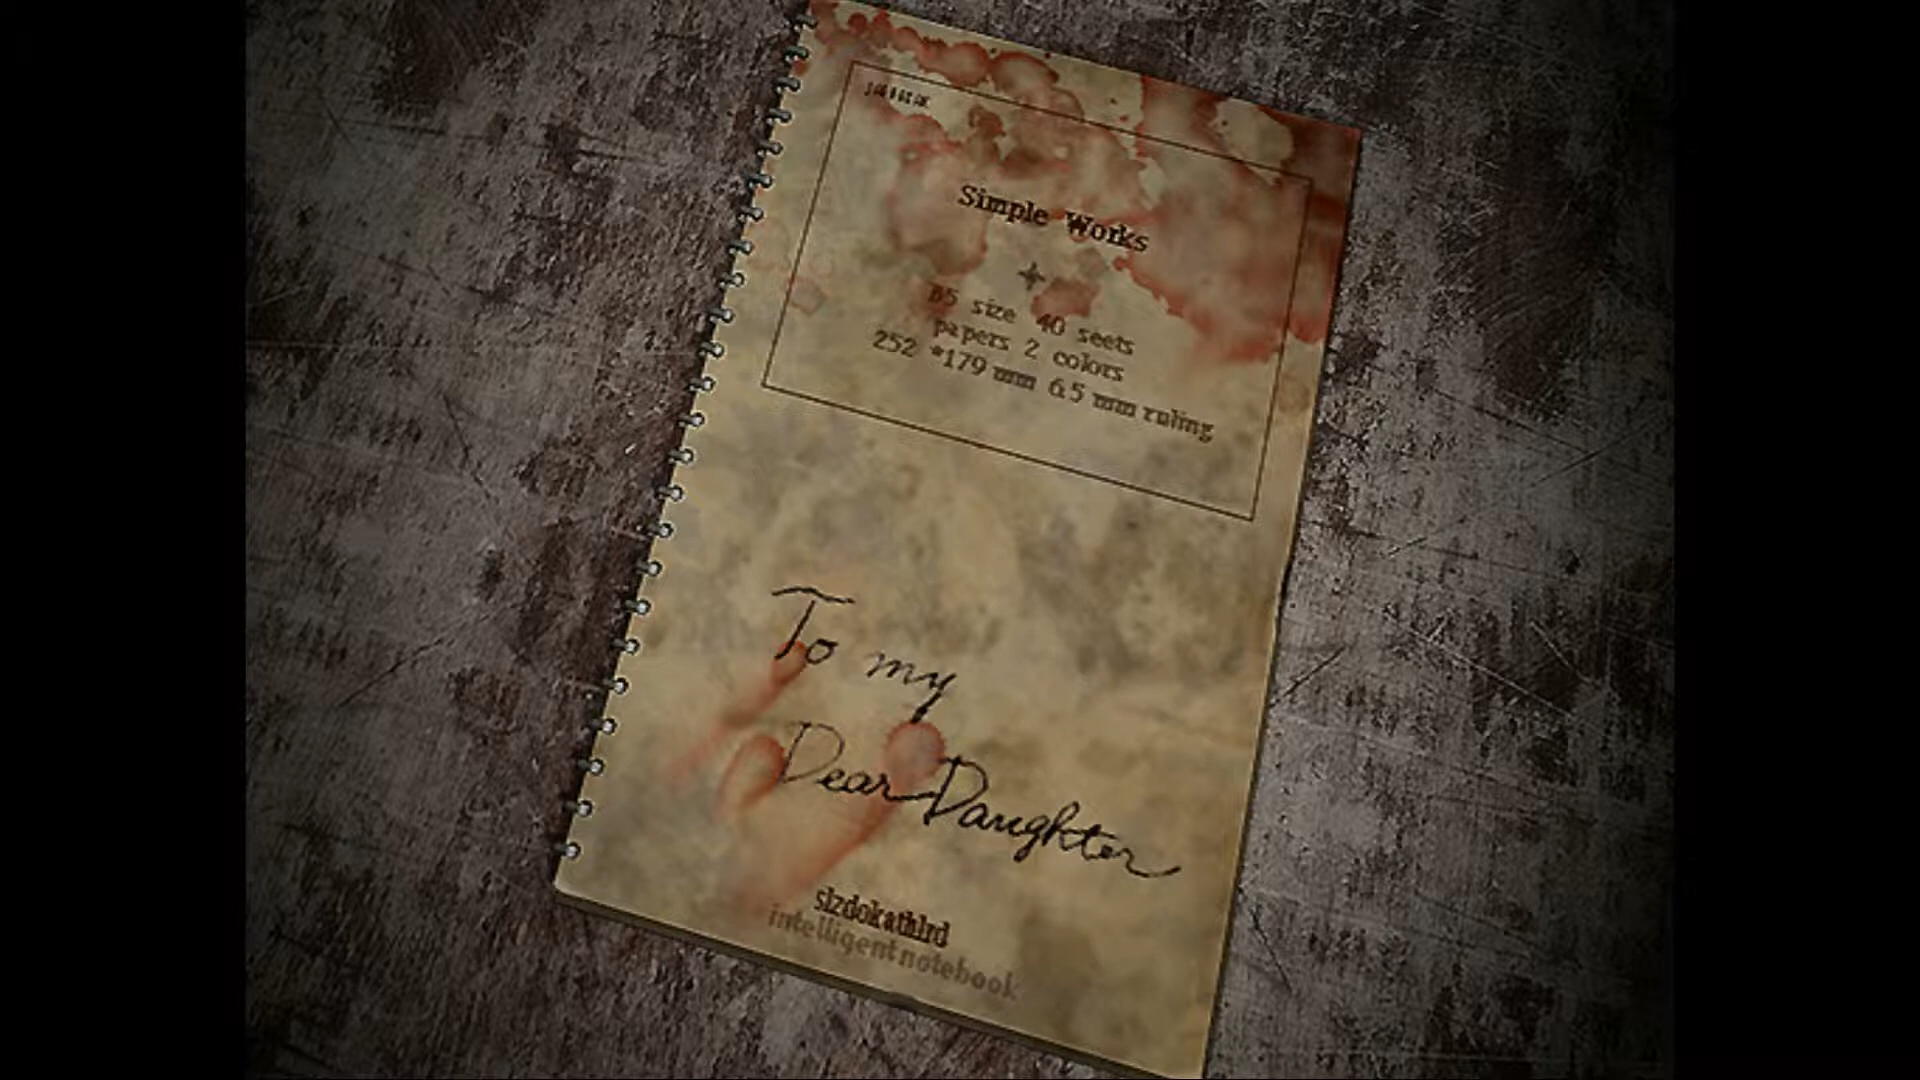 Simple Works
B5 size 40 seets
papers 2 colors
252 *179 mm 6.5 mm ruling
To my
Dear Daughter
slzdokathlrd
intelligent notebook